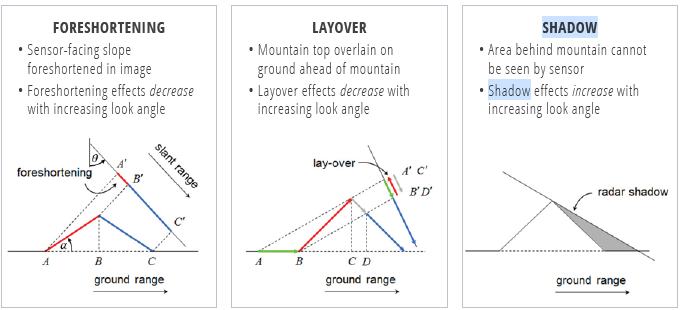 FORESHORTENING
• Sensor-facing slope
foreshortened in image
• Foreshortening effects decrease
with increasing look angle
θ
A'
B'
foreshortening
slant range
C'
α
A
B
C
ground range
LAYOVER
• Mountain top overlain on
ground ahead of mountain
• Layover effects decrease with
increasing look angle
lay-over
A' C'
B' D'
A
B
C D
ground range
SHADOW
• Area behind mountain cannot
be seen by sensor
• Shadow effects increase with
increasing look angle
radar shadow
ground range